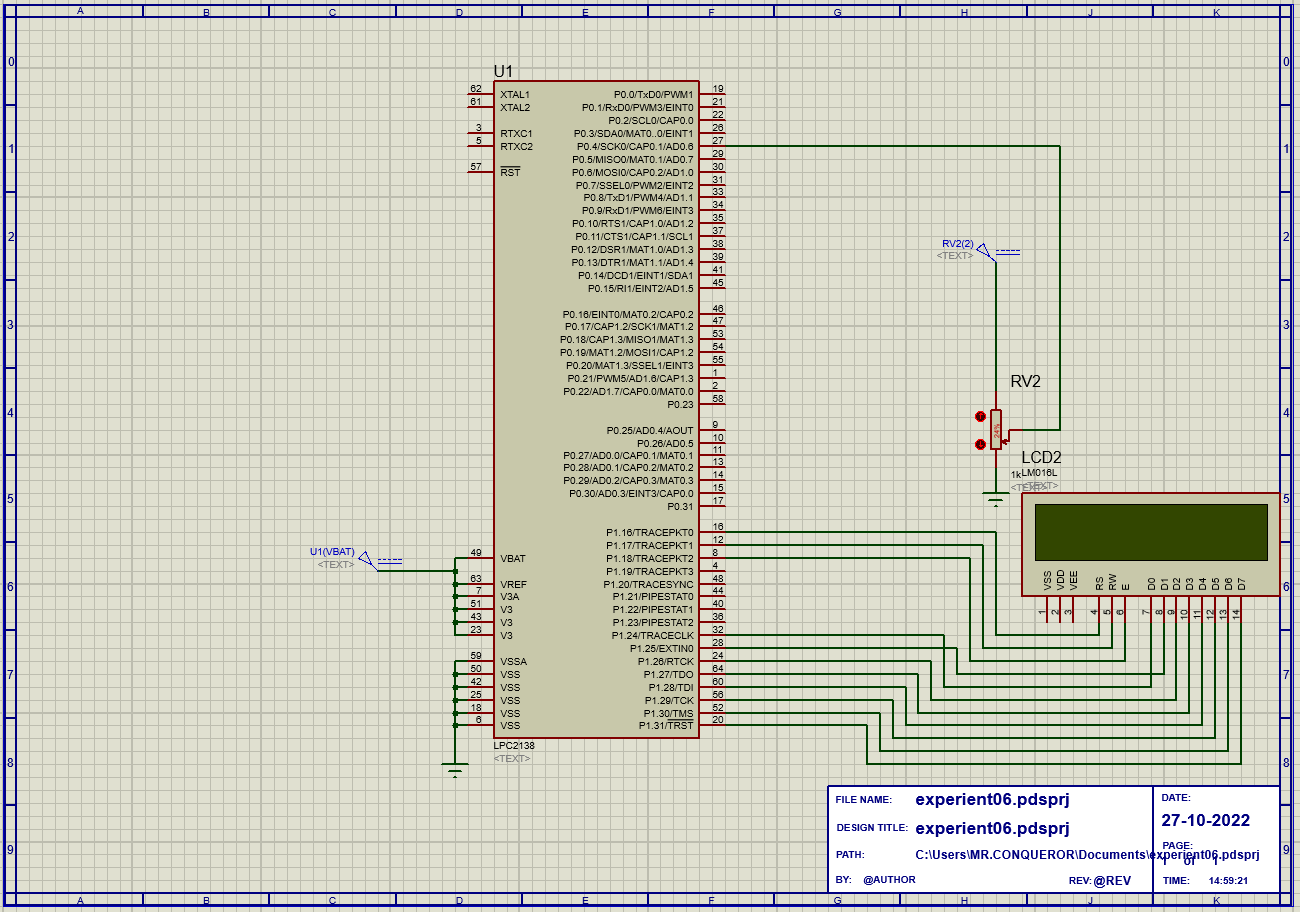 A B C D E F G H J K
0 0
U1
62 XTAL1 P0.0/TxD0/PWM1 19
61 XTAL2 P0.1/RxD0/PWM3/EINT0 21
P0.2/SCL0/CAP0.0 22
3 RTXC1 P0.3/SDA0/MAT0..0/EINT1 26
5 RTXC2 P0.4/SCK0/CAP0.1/AD0.6 27
1 1
P0.5/MISO0/MAT0.1/AD0.7 29
57 RST P0.6/MOSI0/CAP0.2/AD1.0 30
P0.7/SSEL0/PWM2/EINT2 31
P0.8/TxD1/PWM4/AD1.1 33
P0.9/RxD1/PWM6/EINT3 34
P0.10/RTS1/CAP1.0/AD1.2 35
P0.11/CTS1/CAP1.1/SCL1 37
2 2
P0.12/DSR1/MAT1.0/AD1.3 38
RV2(2)
<TEXT>
P0.13/DTR1/MAT1.1/AD1.4 39
P0.14/DCD1/EINT1/SDA1 41
P0.15/RI1/EINT2/AD1.5 45
P0.16/EINT0/MAT0.2/CAP0.2 46
3 3
P0.17/CAP1.2/SCK1/MAT1.2 47
P0.18/CAP1.3/MISO1/MAT1.3 53
P0.19/MAT1.2/MOSI1/CAP1.2 54
P0.20/MAT1.3/SSEL1/EINT3 55
P0.21/PWM5/AD1.6/CAP1.3 1
RV2
P0.22/AD1.7/CAP0.0/MAT0.0 2
P0.23 58
4 4
24%
P0.25/AD0.4/AOUT 9
P0.26/AD0.5 10
P0.27/AD0.0/CAP0.1/MAT0.1 11
LCD2
P0.28/AD0.1/CAP0.2/MAT0.2 13
1k LM016L
P0.29/AD0.2/CAP0.3/MAT0.3 14
<TEXT> <TEXT>
P0.30/AD0.3/EINT3/CAP0.0 15
5 5
P0.31 17
P1.16/TRACEPKT0 16
P1.17/TRACEPKT1 12
U1(VBAT)
<TEXT>
49 VBAT P1.18/TRACEPKT2 8
P1.19/TRACEPKT3 4
63 VREF P1.20/TRACESYNC 48
6 6
VSS VDD VEE RS RW E D0 D1 D2 D3 D4 D5 D6 D7
7 V3A P1.21/PIPESTAT0 44
51 V3 P1.22/PIPESTAT1 40
1 2 3 4 5 6 7 8 9 10 11 12 13 14
43 V3 P1.23/PIPESTAT2 36
23 V3 P1.24/TRACECLK 32
P1.25/EXTIN0 28
59 VSSA P1.26/RTCK 24
50 VSS P1.27/TDO 64
7 7
42 VSS P1.28/TDI 60
25 VSS P1.29/TCK 56
18 VSS P1.30/TMS 52
6 VSS P1.31/TRST 20
LPC2138
<TEXT>
8 8
FILE NAME: experient06.pdsprj DATE:
27-10-2022
DESIGN TITLE: experient06.pdsprj
PAGE:
PATH: C:\Users\MR.CONQUEROR\Documents\experient06.pdsprj
1 of 1
9 9
BY: @AUTHOR REV: @REV TIME: 14:59:21
A B C D E F G H J K